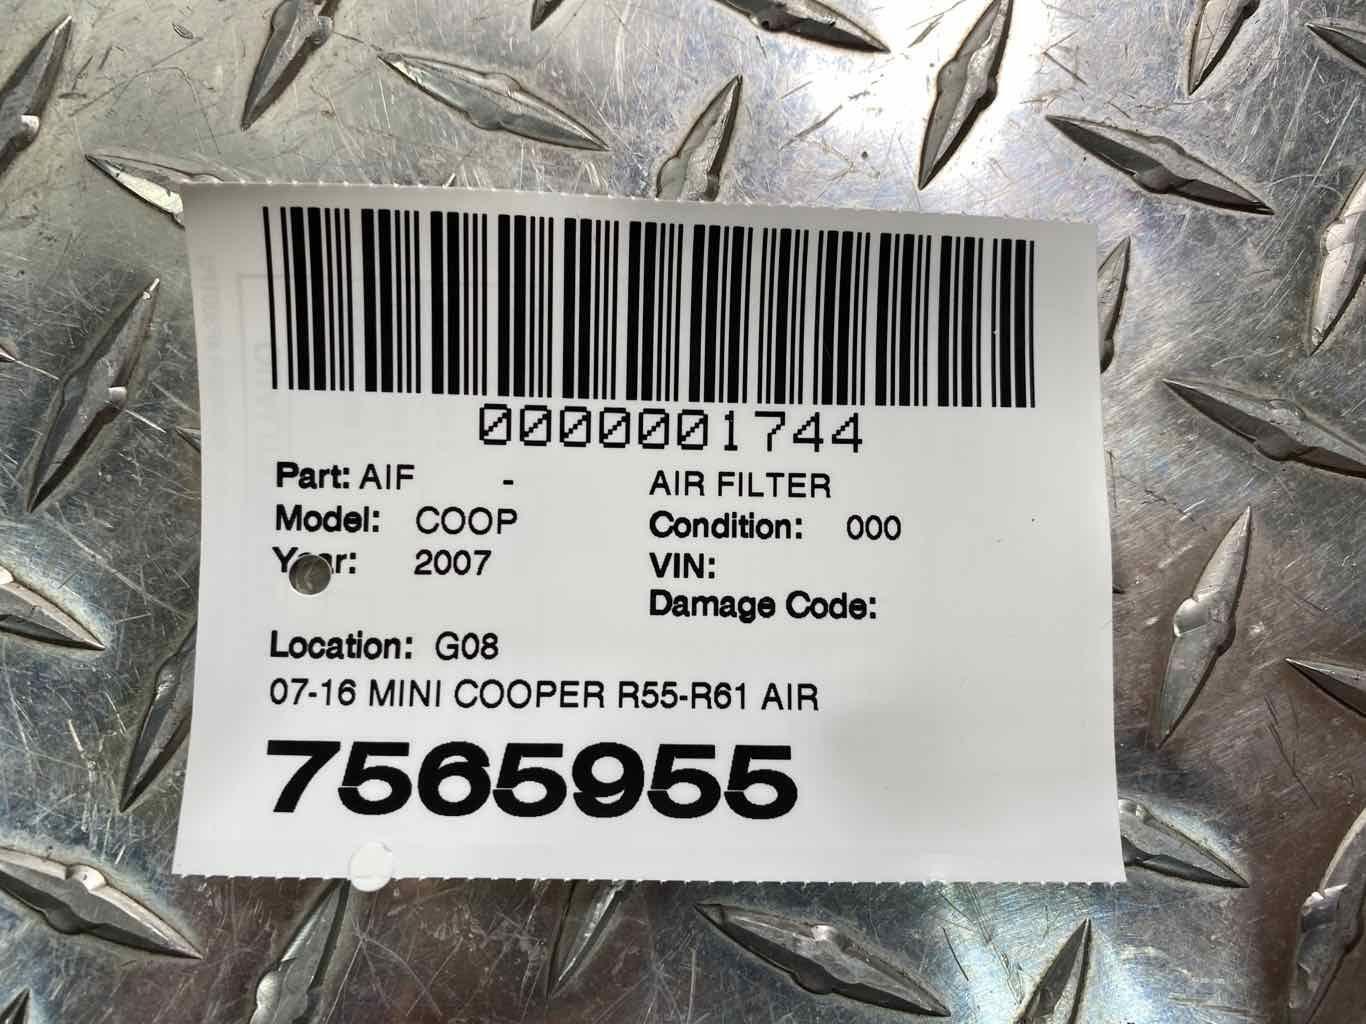 0000001744
Part: AIF - AIR FILTER
Model: COOP Condition: 000
Year: 2007 VIN:
Damage Code:
Location: G08
07-16 MINI COOPER R55-R61 AIR
7565955